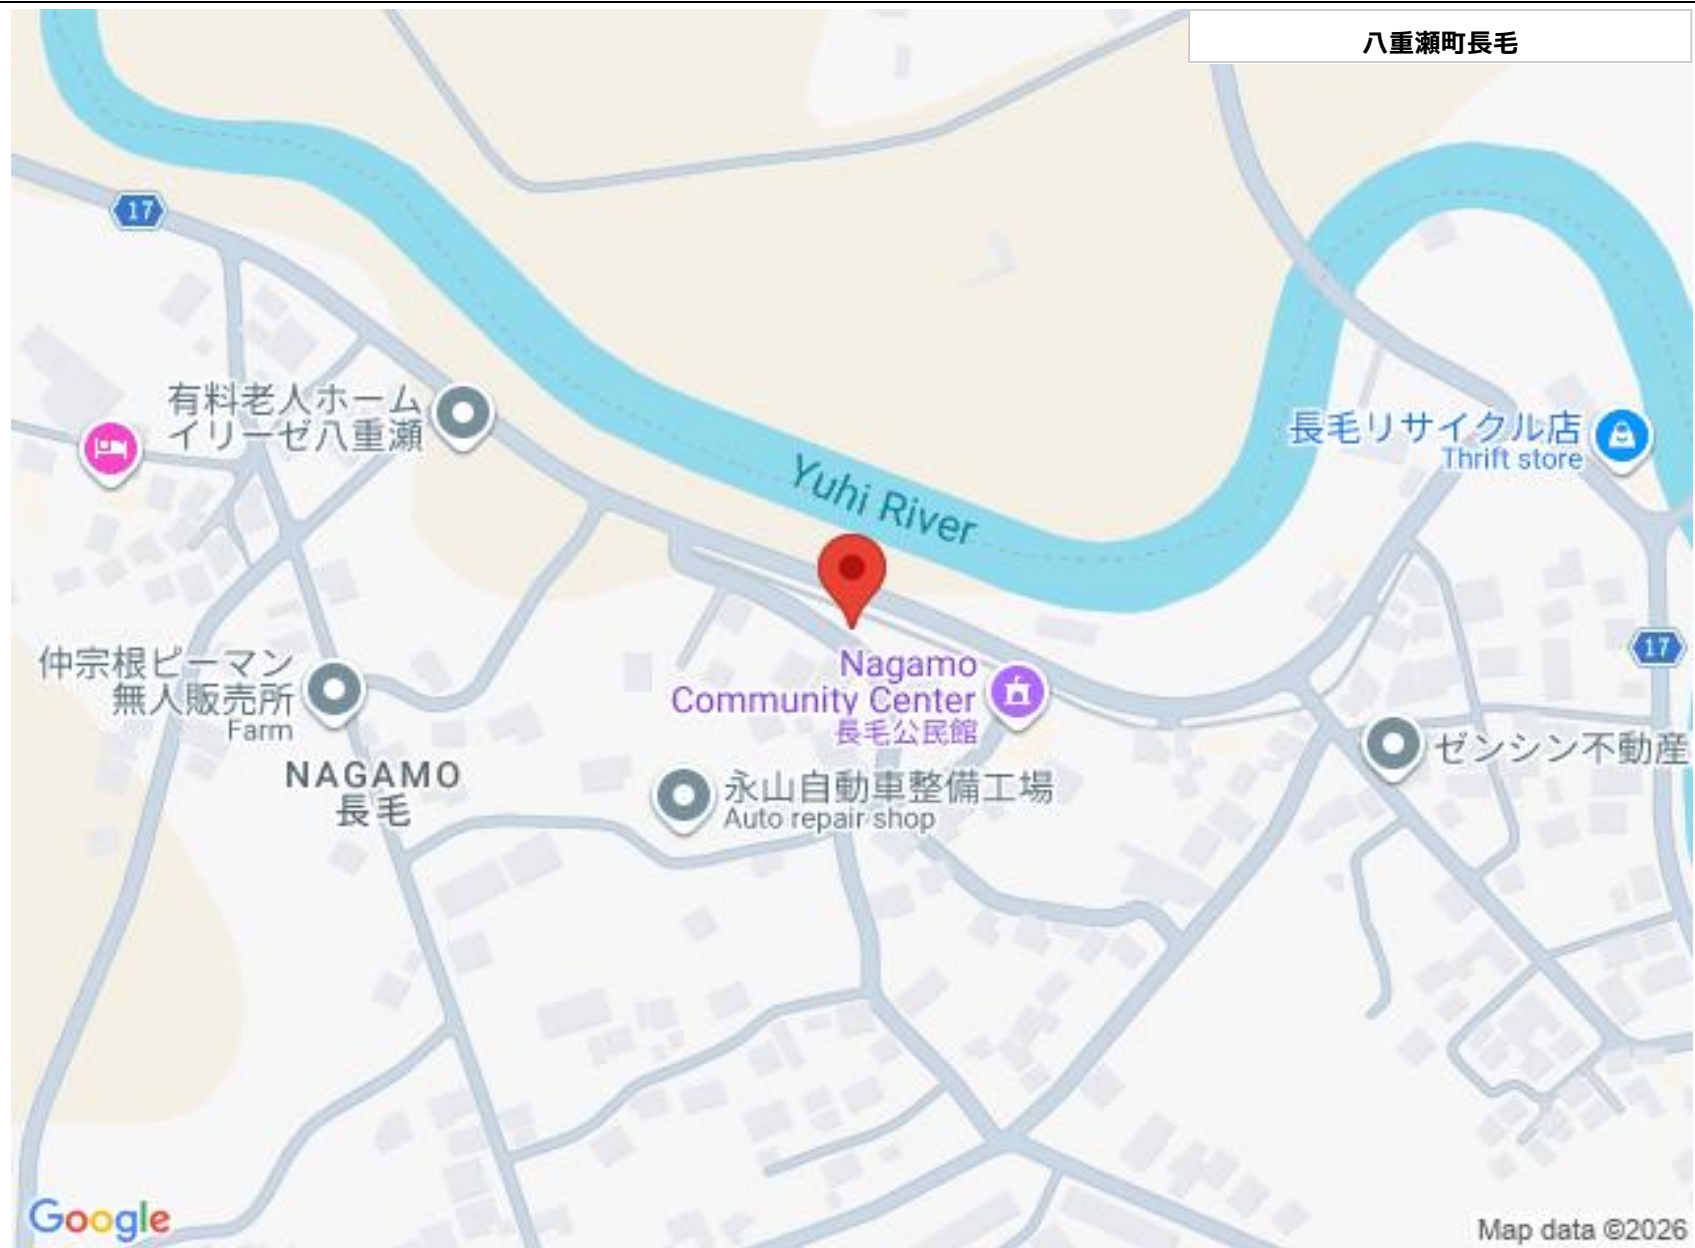 八重瀬町長毛
17
有料老人ホーム
イリーゼ八重瀬
Yuhi River
長毛リサイクル店
Thrift store
仲宗根ピーマン
無人販売所
Farm
Nagamo
Community Center
長毛公民館
17
ゼンシン不動産
NAGAMO
長毛
永山自動車整備工場
Auto repair shop
Google
Map data ©2026